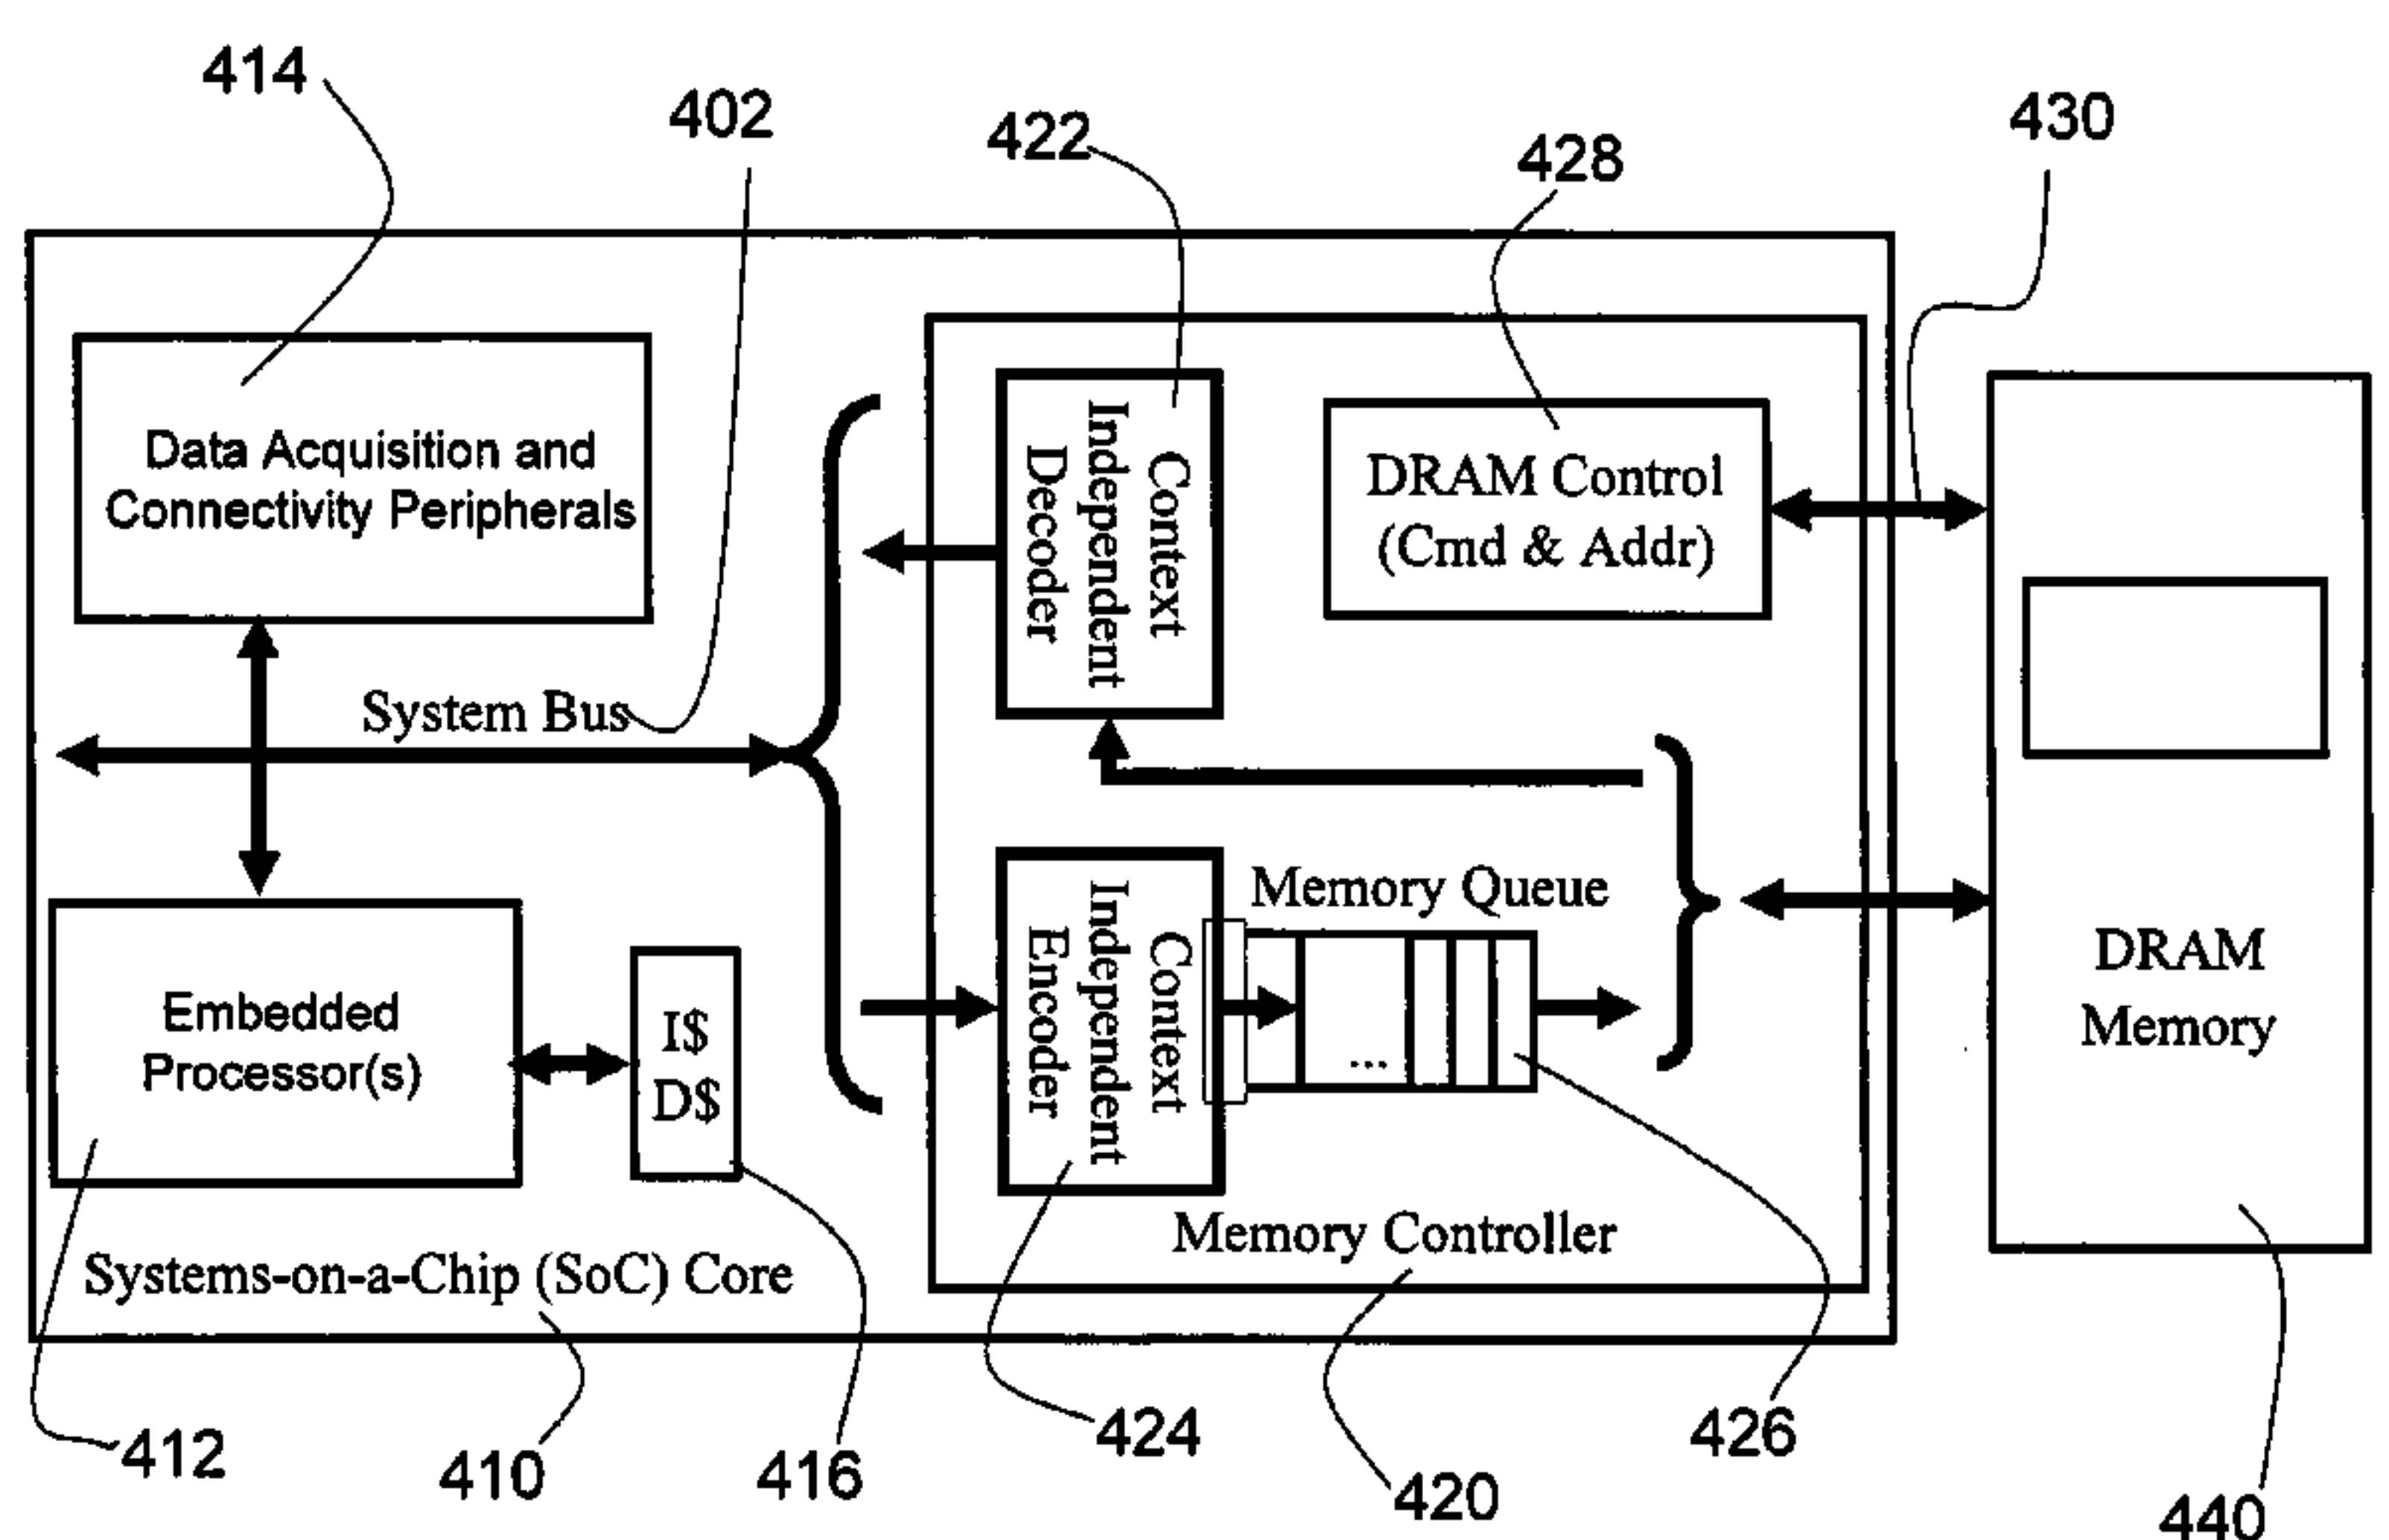 414
402
422
428
430
Data Acquisition and
Connectivity Peripherals
Context
Independent
Decoder
DRAM Control
(Cmd & Addr)
System Bus
Embedded
Processor(s)
I$
D$
Context
Independent
Encoder
Memory Queue
...
DRAM
Memory
Memory Controller
Systems-on-a-Chip (SoC) Core
412
410
416
424
420
426
440